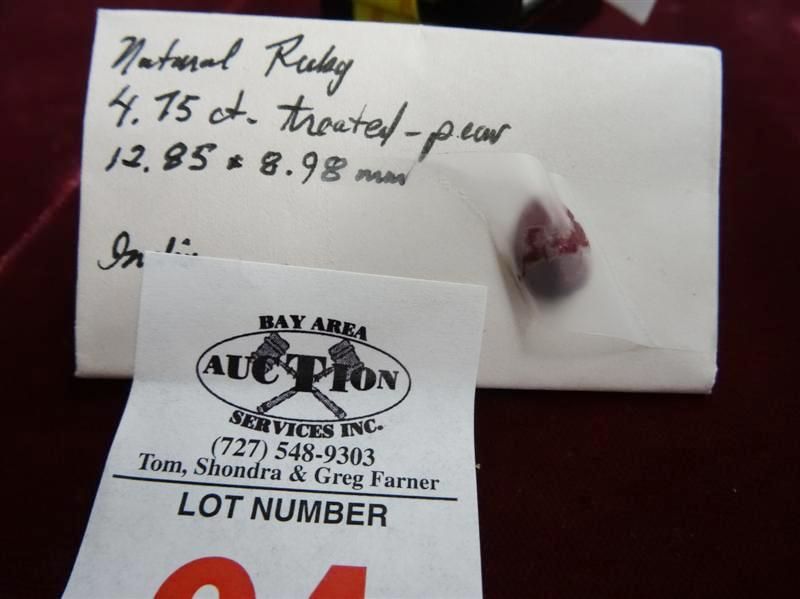 Natural Ruby
4.75 ct. treated - pear
12.85 * 8.98 mm
BAY AREA
AUCTION
SERVICES INC.
(727) 548-9303
Tom, Shondra & Greg Farner
LOT NUMBER